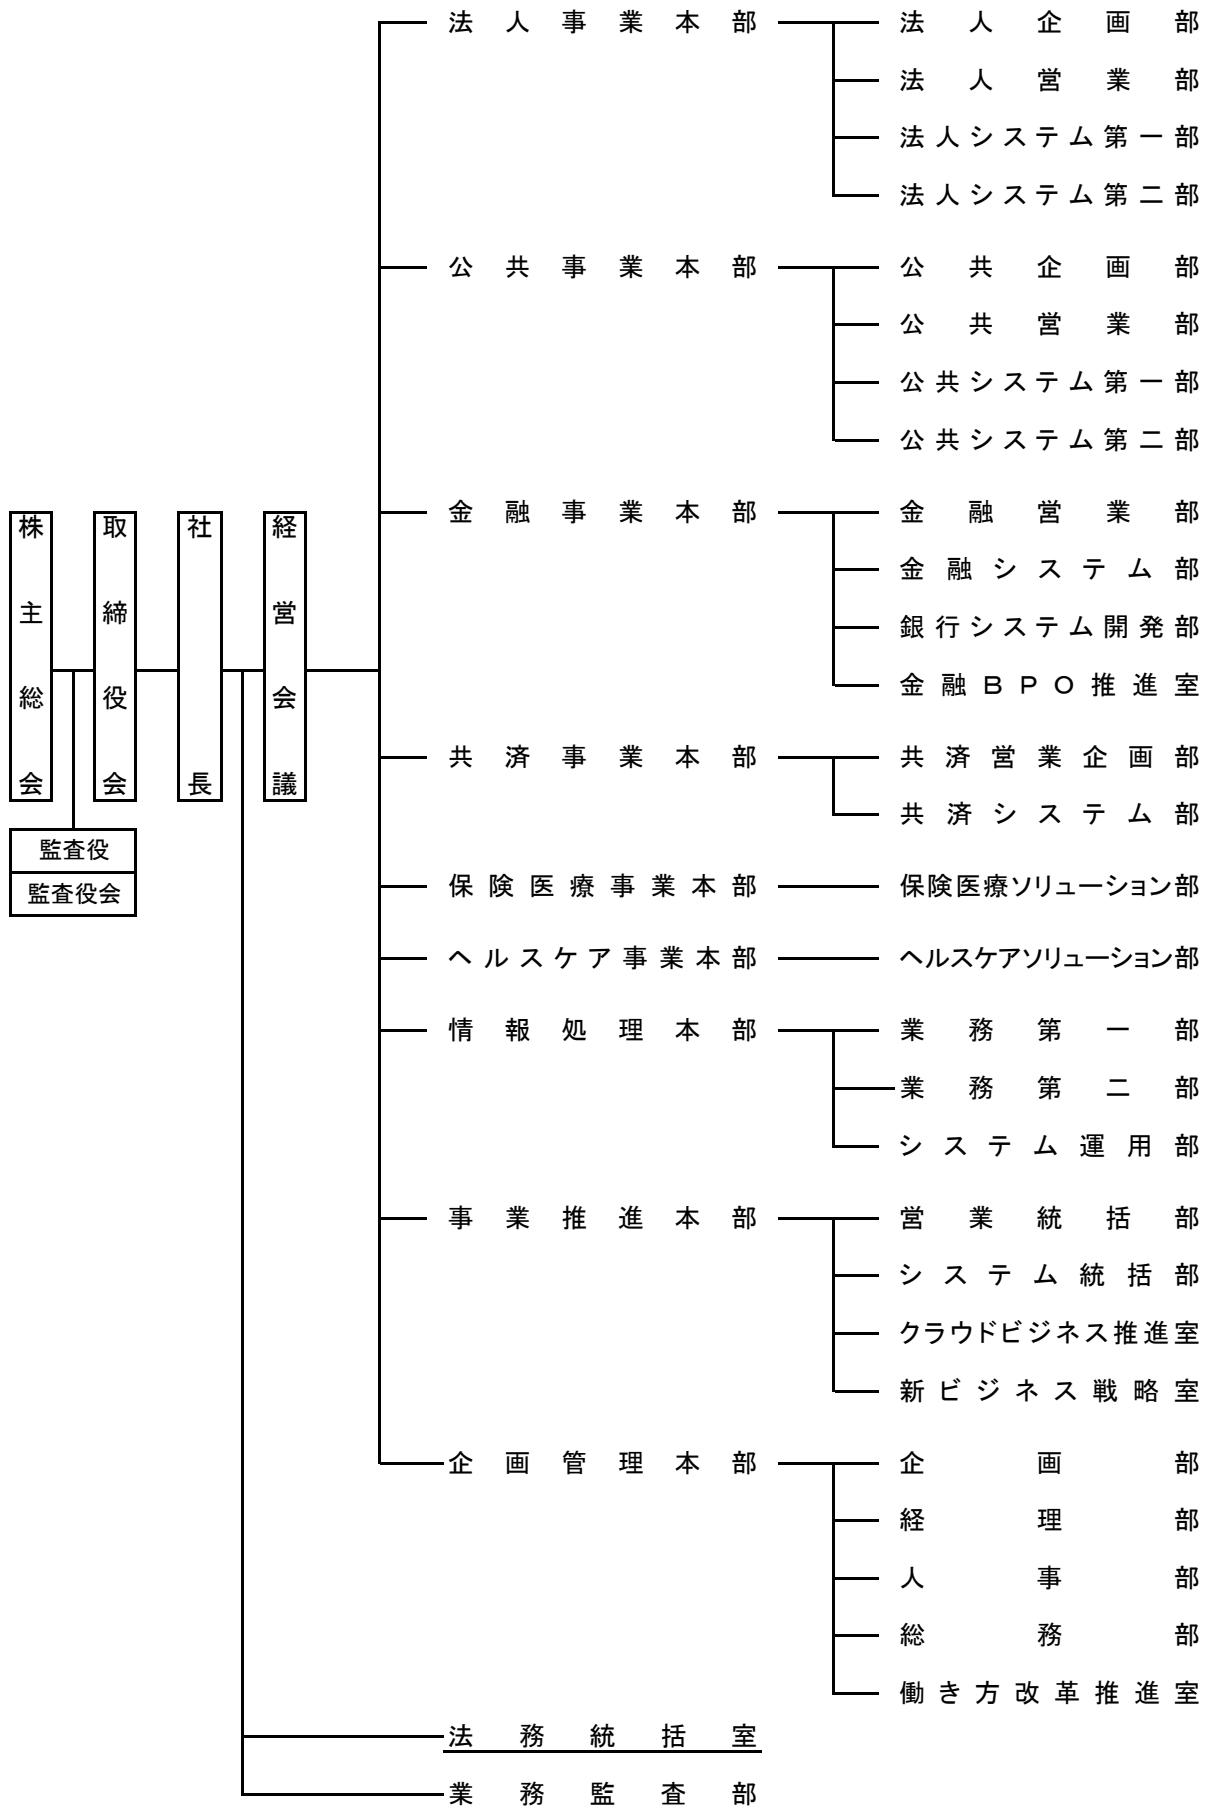 株主総会
取締役会
社長
経営会議
監査役
監査役会
法人事業本部
法人企画部
法人営業部
法人システム第一部
法人システム第二部
公共事業本部
公共企画部
公共営業部
公共システム第一部
公共システム第二部
金融事業本部
金融営業部
金融システム部
銀行システム開発部
金融BPO推進室
共済事業本部
共済営業企画部
共済システム部
保険医療事業本部
保険医療ソリューション部
ヘルスケア事業本部
ヘルスケアソリューション部
情報処理本部
業務第一部
業務第二部
システム運用部
事業推進本部
営業統括部
システム統括部
クラウドビジネス推進室
新ビジネス戦略室
企画管理本部
企画部
経理部
人事部
総務部
働き方改革推進室
法務統括室
業務監査部